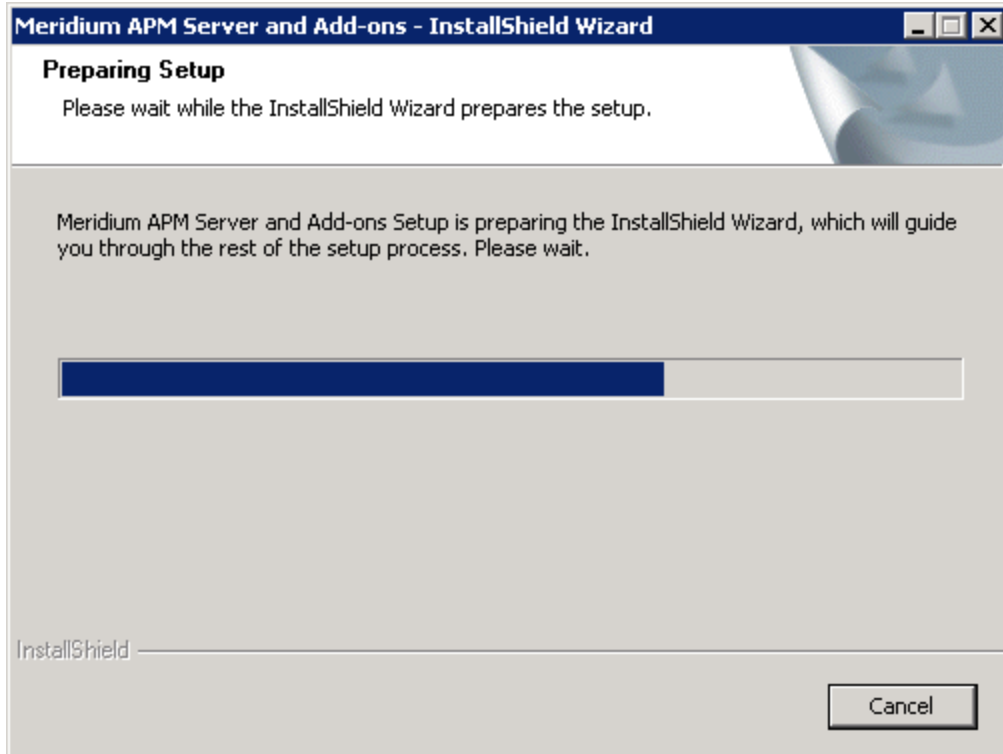 Meridium APM Server and Add-ons - InstallShield Wizard
Preparing Setup
Please wait while the InstallShield Wizard prepares the setup.
Meridium APM Server and Add-ons Setup is preparing the InstallShield Wizard, which will guide
you through the rest of the setup process. Please wait.
InstallShield
Cancel